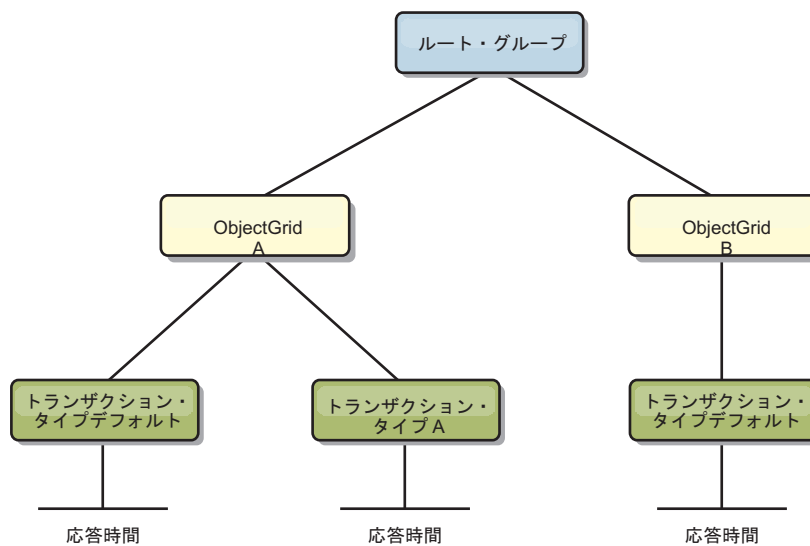 ルート・グループ
ObjectGrid
A
ObjectGrid
B
トランザクション・
タイプデフォルト
トランザクション・
タイプ A
トランザクション・
タイプデフォルト
応答時間
応答時間
応答時間